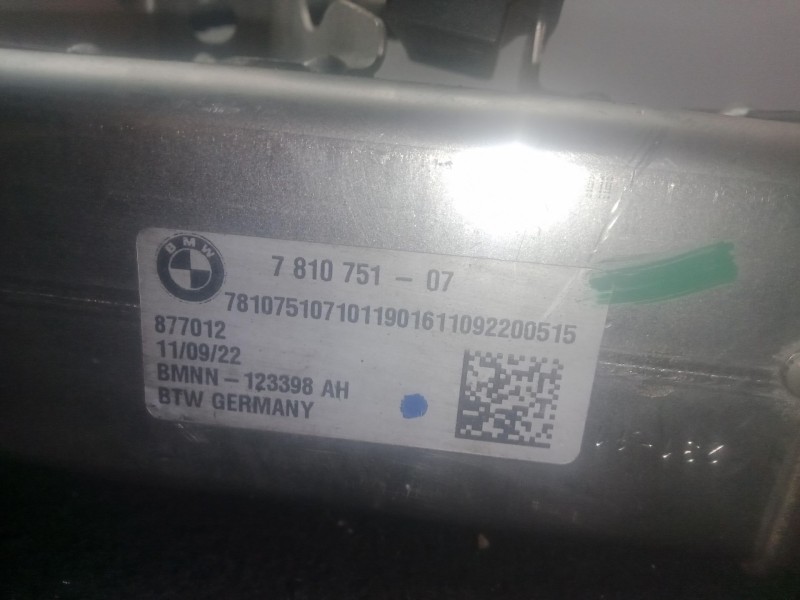 BMW
7 810 751 - 07
7810751071011901611092200515
877012
11/09/22
BMNN - 123398 AH
BTW GERMANY